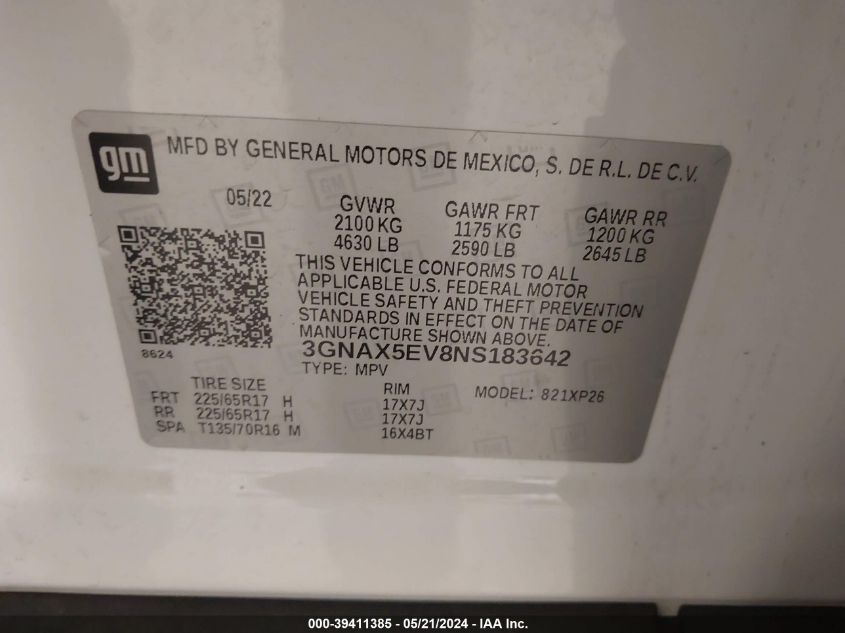 gm
MFD BY GENERAL MOTORS DE MEXICO, S. DE R.L. DE C.V.
05/22
GVWR GAWR FRT GAWR RR
2100 KG 1175 KG 1200 KG
4630 LB 2590 LB 2645 LB
THIS VEHICLE CONFORMS TO ALL
APPLICABLE U.S. FEDERAL MOTOR
VEHICLE SAFETY AND THEFT PREVENTION
STANDARDS IN EFFECT ON THE DATE OF
MANUFACTURE SHOWN ABOVE.
8624
3GNAX5EV8NS183642
TYPE: MPV
TIRE SIZE RIM MODEL: 821XP26
FRT 225/65R17 H 17X7J
RR 225/65R17 H 17X7J
SPA T135/70R16 M 16X4BT
000-39411385 - 05/21/2024 - IAA Inc.